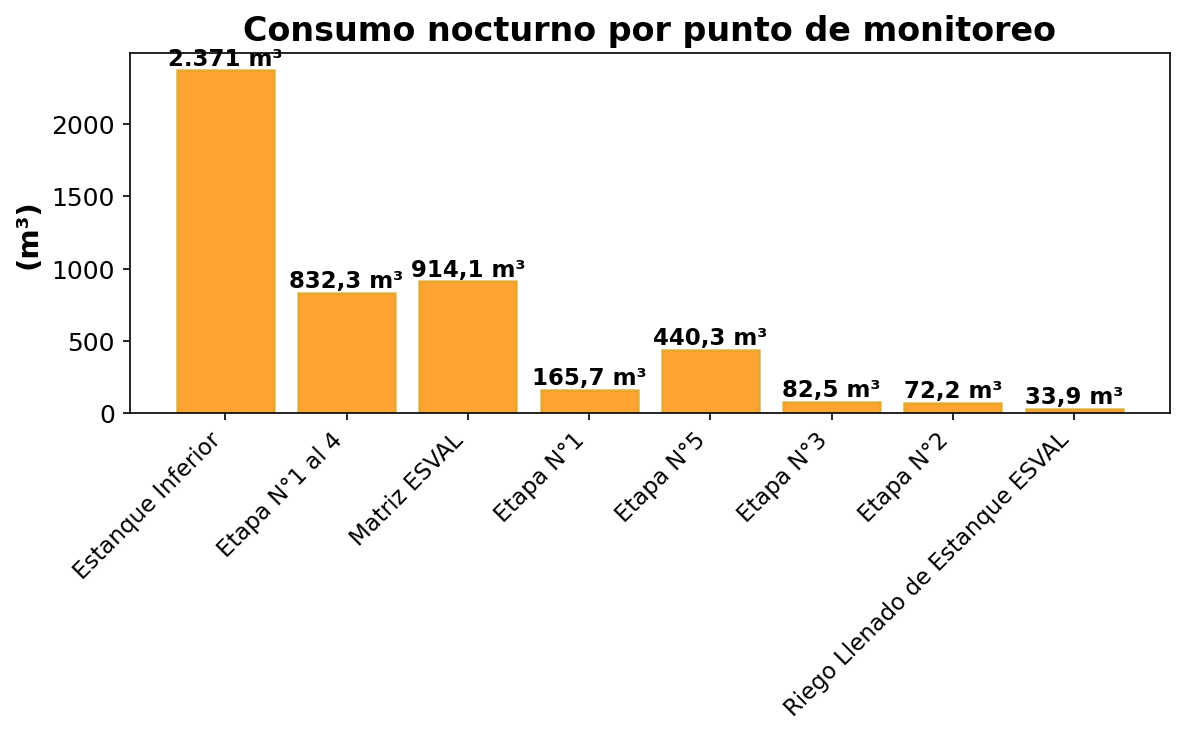 Consumo nocturno por punto de monitoreo
(m³)
2000
1500
1000
500
0
2.371 m³
832,3 m³
914,1 m³
165,7 m³
440,3 m³
82,5 m³
72,2 m³
33,9 m³
Estanque Inferior
Etapa N°1 al 4
Matriz ESVAL
Etapa N°1
Etapa N°5
Etapa N°3
Etapa N°2
Riego Llenado de Estanque ESVAL